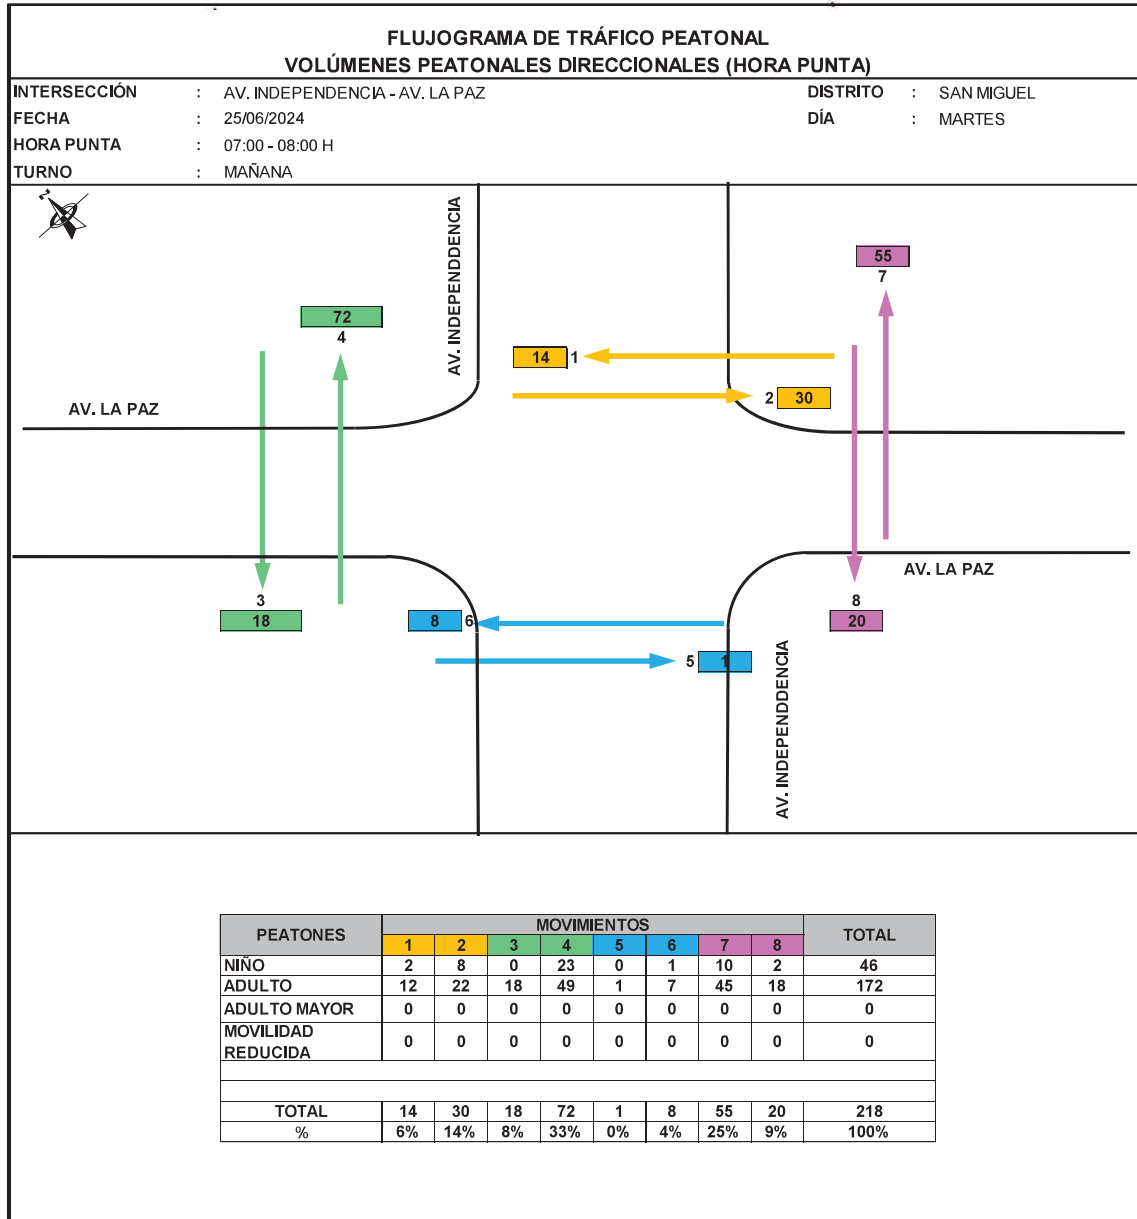 FLUJOGRAMA DE TRÁFICO PEATONAL
VOLÚMENES PEATONALES DIRECCIONALES (HORA PUNTA)
INTERSECCIÓN : AV. INDEPENDENCIA - AV. LA PAZ DISTRITO : SAN MIGUEL
FECHA : 25/06/2024 DÍA : MARTES
HORA PUNTA : 07:00 - 08:00 H
TURNO : MAÑANA
AV. INDEPENDDENCIA
55
7
72
4
14 1
2 30
AV. LA PAZ
AV. LA PAZ
3
18
8 6
8
20
5 1
AV. INDEPENDDENCIA
PEATONES MOVIMIENTOS TOTAL
1 2 3 4 5 6 7 8
NIÑO 2 8 0 23 0 1 10 2 46
ADULTO 12 22 18 49 1 7 45 18 172
ADULTO MAYOR 0 0 0 0 0 0 0 0 0
MOVILIDAD
REDUCIDA 0 0 0 0 0 0 0 0 0
TOTAL 14 30 18 72 1 8 55 20 218
% 6% 14% 8% 33% 0% 4% 25% 9% 100%